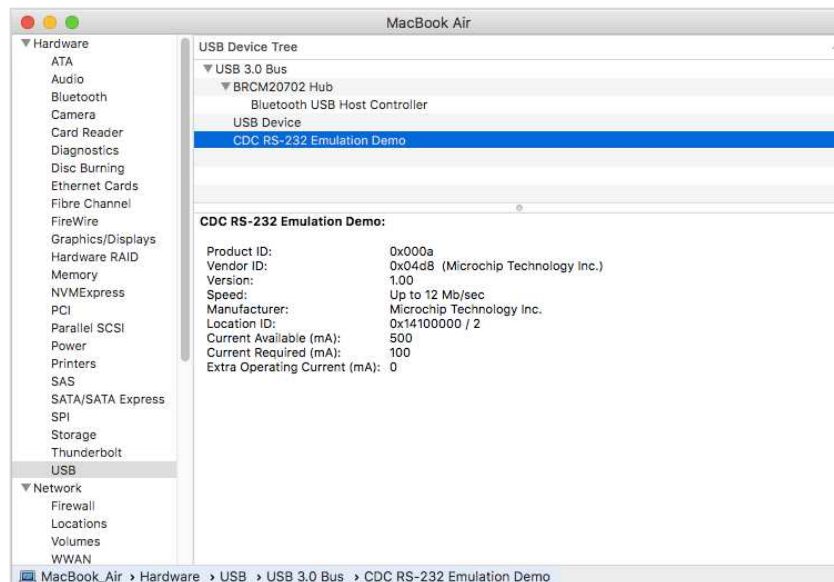 MacBook Air
Hardware
ATA
Audio
Bluetooth
Camera
Card Reader
Diagnostics
Disc Burning
Ethernet Cards
Fibre Channel
FireWire
Graphics/Displays
Hardware RAID
Memory
NVMExpress
PCI
Parallel SCSI
Power
Printers
SAS
SATA/SATA Express
SPI
Storage
Thunderbolt
USB
Network
Firewall
Locations
Volumes
WWAN
USB Device Tree
USB 3.0 Bus
BRCM20702 Hub
Bluetooth USB Host Controller
USB Device
CDC RS-232 Emulation Demo
CDC RS-232 Emulation Demo:
Product ID: 0x000a
Vendor ID: 0x04d8 (Microchip Technology Inc.)
Version: 1.00
Speed: Up to 12 Mb/sec
Manufacturer: Microchip Technology Inc.
Location ID: 0x14100000 / 2
Current Available (mA): 500
Current Required (mA): 100
Extra Operating Current (mA): 0
MacBook Air › Hardware › USB › USB 3.0 Bus › CDC RS-232 Emulation Demo